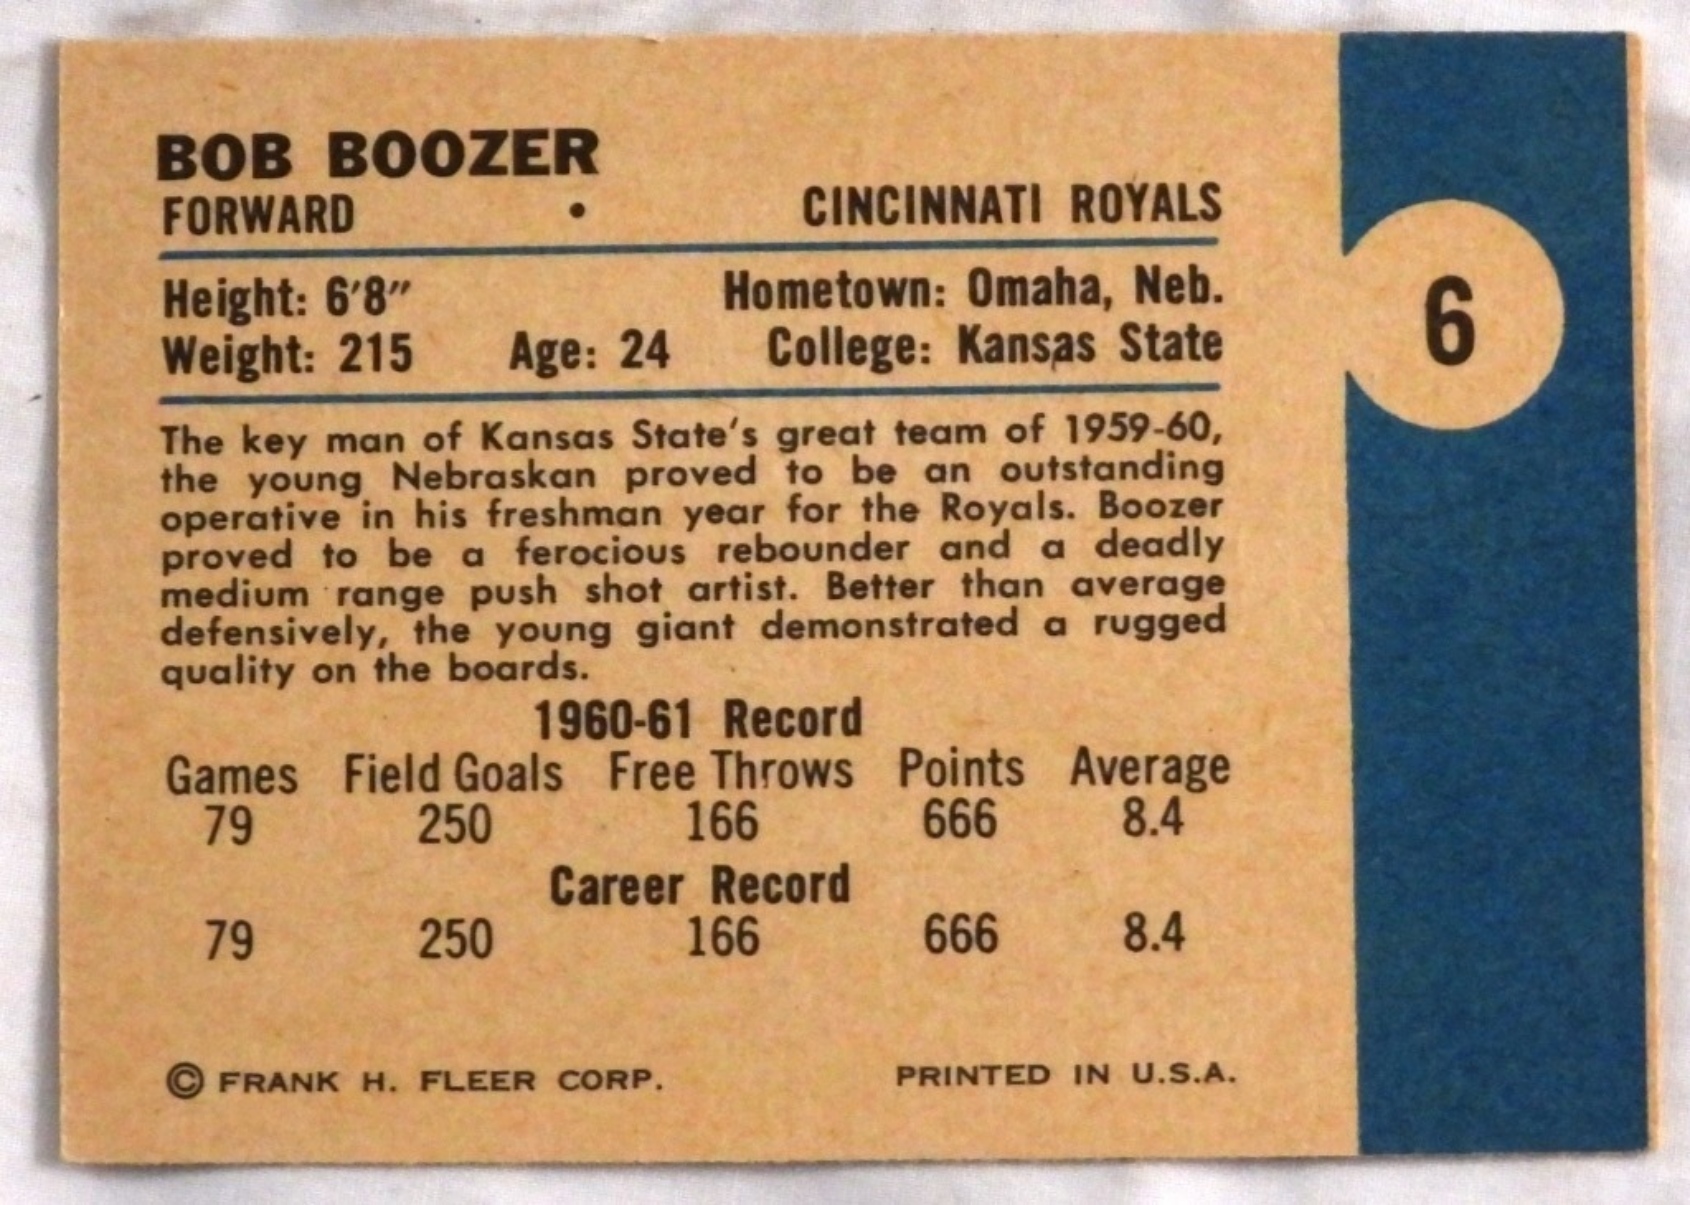 BOB BOOZER
FORWARD • CINCINNATI ROYALS
Height: 6'8" Hometown: Omaha, Neb.
Weight: 215 Age: 24 College: Kansas State
6
The key man of Kansas State's great team of 1959-60,
the young Nebraskan proved to be an outstanding
operative in his freshman year for the Royals. Boozer
proved to be a ferocious rebounder and a deadly
medium range push shot artist. Better than average
defensively, the young giant demonstrated a rugged
quality on the boards.
1960-61 Record
Games Field Goals Free Throws Points Average
79 250 166 666 8.4
Career Record
79 250 166 666 8.4
© FRANK H. FLEER CORP. PRINTED IN U.S.A.